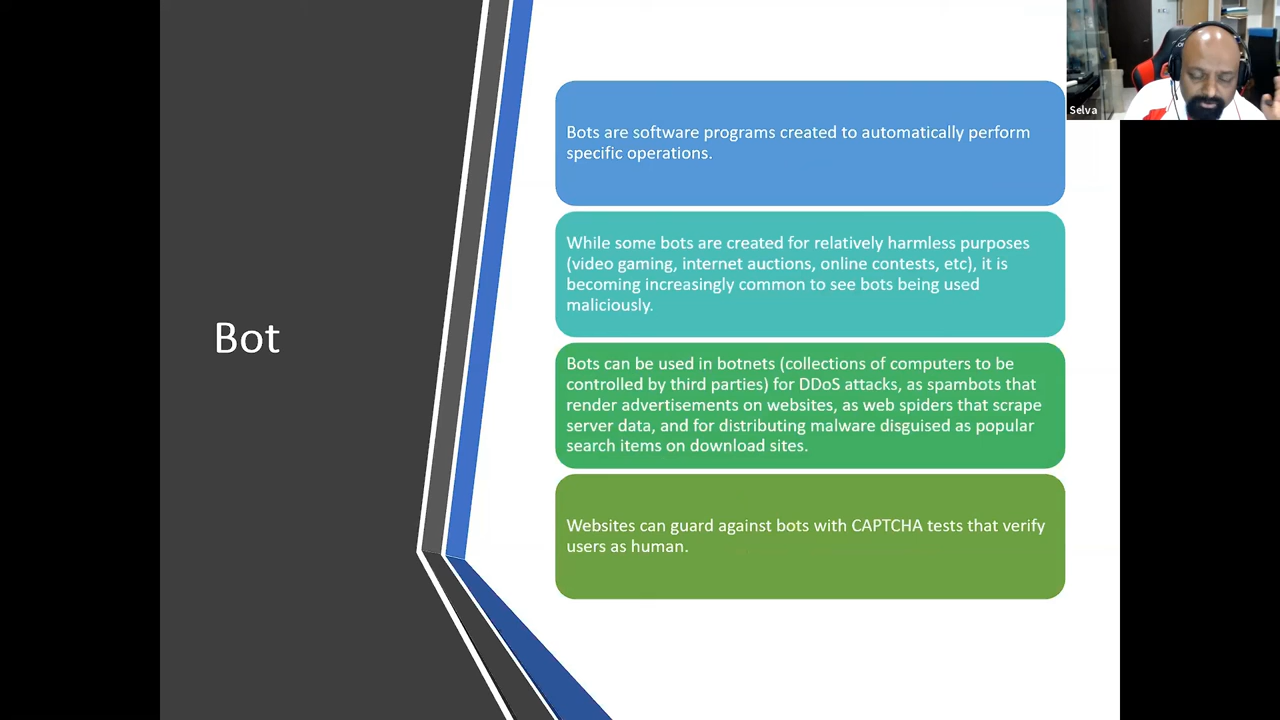 Selva
Bot
Bots are software programs created to automatically perform
specific operations.
While some bots are created for relatively harmless purposes
(video gaming, internet auctions, online contests, etc), it is
becoming increasingly common to see bots being used
maliciously.
Bots can be used in botnets (collections of computers to be
controlled by third parties) for DDoS attacks, as spambots that
render advertisements on websites, as web spiders that scrape
server data, and for distributing malware disguised as popular
search items on download sites.
Websites can guard against bots with CAPTCHA tests that verify
users as human.